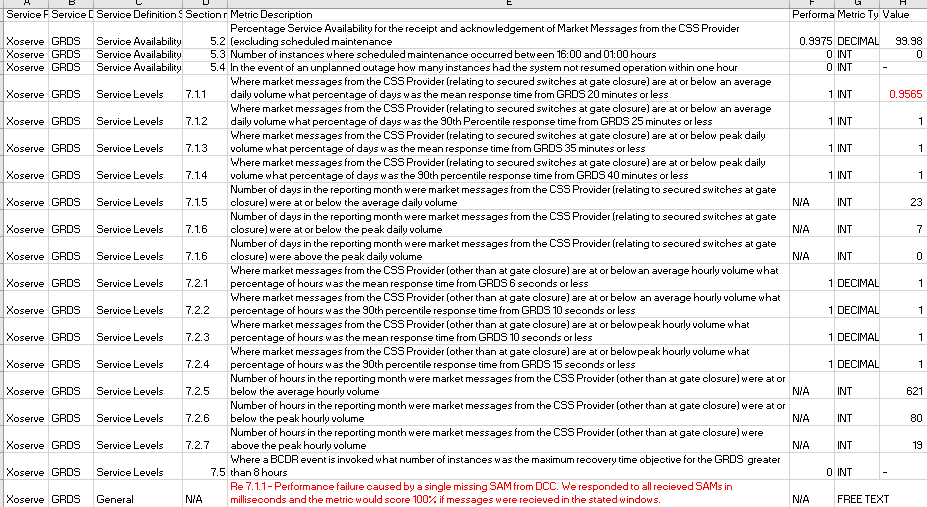 A B C D E F G H
Service F Service D Service Definition S Section r Metric Description Performa Metric Ty Value
Xoserve GRDS Service Availability 5.2 Percentage Service Availability for the receipt and acknowledgement of Market Messages from the CSS Provider
(excluding scheduled maintenance 0.9975 DECIMAL 99.98
Xoserve GRDS Service Availability 5.3 Number of instances where scheduled maintenance occurred between 16:00 and 01:00 hours 0 INT 0
Xoserve GRDS Service Availability 5.4 In the event of an unplanned outage how many instances had the system not resumed operation within one hour 0 INT -
Xoserve GRDS Service Levels 7.1.1 Where market messages from the CSS Provider (relating to secured switches at gate closure) are at or below an average
daily volume what percentage of days was the mean response time from GRDS 20 minutes or less 1 INT 0.9565
Xoserve GRDS Service Levels 7.1.2 Where market messages from the CSS Provider (relating to secured switches at gate closure) are at or below an average
daily volume what percentage of days was the 90th Percentile response time from GRDS 25 minutes or less 1 INT 1
Xoserve GRDS Service Levels 7.1.3 Where market messages from the CSS Provider (relating to secured switches at gate closure) are at or below peak daily
volume what percentage of days was the mean response time from GRDS 35 minutes or less 1 INT 1
Xoserve GRDS Service Levels 7.1.4 Where market messages from the CSS Provider (relating to secured switches at gate closure) are at or below peak daily
volume what percentage of days was the 90th percentile response time from GRDS 40 minutes or less 1 INT 1
Xoserve GRDS Service Levels 7.1.5 Number of days in the reporting month were market messages from the CSS Provider (relating to secured switches at gate
closure) were at or below the average daily volume N/A INT 23
Xoserve GRDS Service Levels 7.1.6 Number of days in the reporting month were market messages from the CSS Provider (relating to secured switches at gate
closure) were at or below the peak daily volume N/A INT 7
Xoserve GRDS Service Levels 7.1.6 Number of days in the reporting month were market messages from the CSS Provider (relating to secured switches at gate
closure) were above the peak daily volume N/A INT 0
Xoserve GRDS Service Levels 7.2.1 Where market messages from the CSS Provider (other than at gate closure) are at or belowan average hourly volume what
percentage of hours was the mean response time from GRDS 6 seconds or less 1 DECIMAL 1
Xoserve GRDS Service Levels 7.2.2 Where market messages from the CSS Provider (other than at gate closure) are at or below an average hourly volume what
percentage of hours was the 90th percentile response time from GRDS 10 seconds or less 1 DECIMAL 1
Xoserve GRDS Service Levels 7.2.3 Where market messages from the CSS Provider (other than at gate closure) are at or belowpeak hourly volume what
percentage of hours was the mean response time from GRDS 10 seconds or less 1 DECIMAL 1
Xoserve GRDS Service Levels 7.2.4 Where market messages from the CSS Provider (other than at gate closure) are at or belowpeak hourly volume what
percentage of hours was the 90th percentile response time from GRDS 15 seconds or less 1 DECIMAL 1
Xoserve GRDS Service Levels 7.2.5 Number of hours in the reporting month were market messages from the CSS Provider (other than at gate closure) were at or
below the average hourly volume N/A INT 621
Xoserve GRDS Service Levels 7.2.6 Number of hours in the reporting month were market messages from the CSS Provider (other than at gate closure) were at or
below the peak hourly volume N/A INT 80
Xoserve GRDS Service Levels 7.2.7 Number of hours in the reporting month were market messages from the CSS Provider (other than at gate closure) were
above the peak hourly volume N/A INT 19
Xoserve GRDS Service Levels 7.5 Where a BCDR event is invoked what number of instances was the maximum recovery time objective for the GRDS greater
than 8 hours 0 INT -
Xoserve GRDS General N/A Re 7.1.1 - Performance failure caused by a single missing SAM from DCC. We responded to all recieved SAMs in
milliseconds and the metric would score 100% if messages were recieved in the stated windows. N/A FREE TEXT